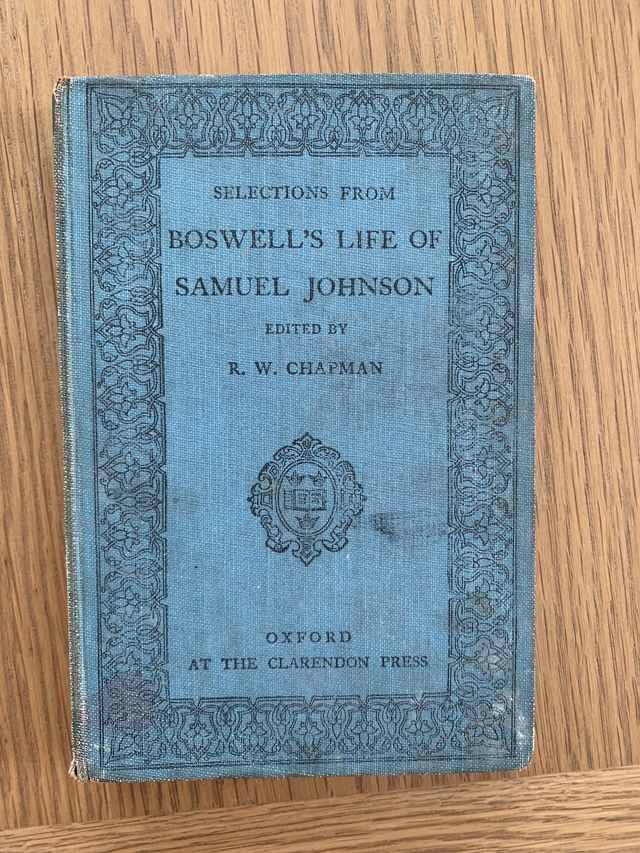 SELECTIONS FROM
BOSWELL'S LIFE OF
SAMUEL JOHNSON
EDITED BY
R. W. CHAPMAN
OXFORD
AT THE CLARENDON PRESS